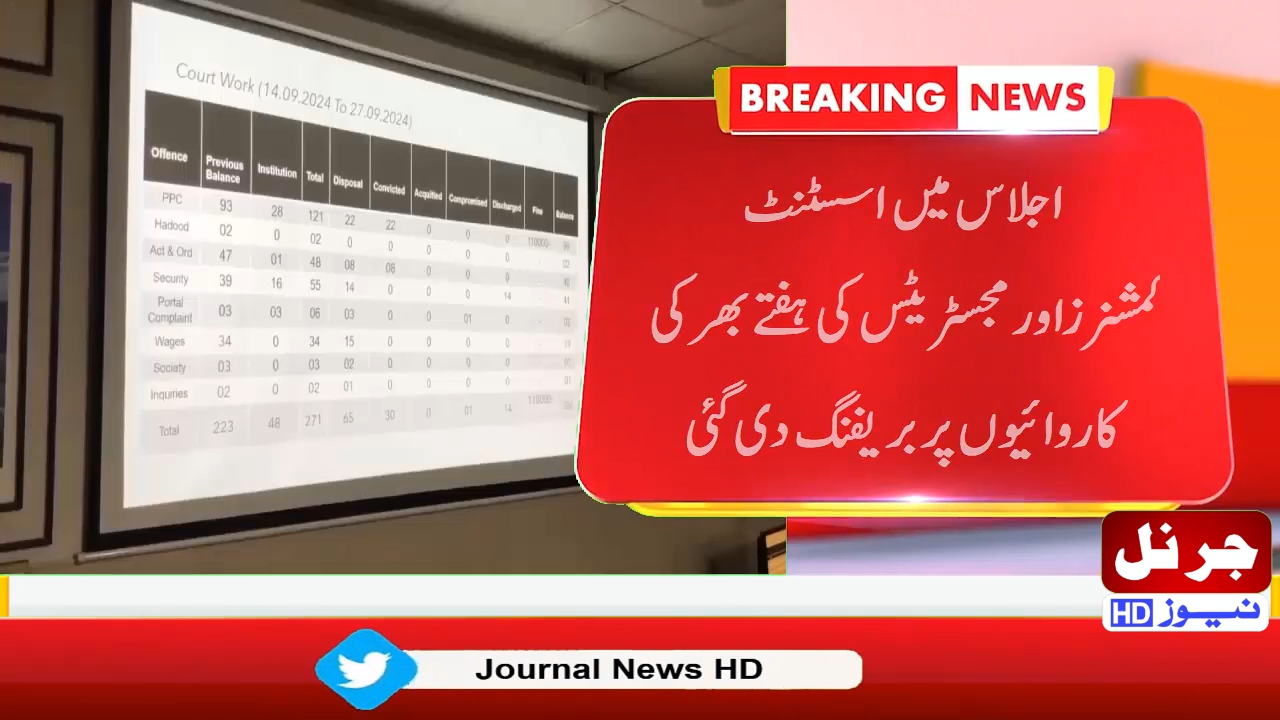 Court Work (14.09.2024 To 27.09.2024)
Offence Previous Balance Institution Total Disposal Convicted Acquitted Compromised Discharged Fine Balance
PPC 93 28 121 22 22 0 0 0 110000-
Hadood 02 0 02 0 0 0 0 0 - 02
Act & Ord 47 01 48 08 08 0 0 0 - 40
Security 39 16 55 14 0 0 0 14 - 41
Portal Complaint 03 03 06 03 0 0 01 0 -
Wages 34 0 34 15 0 0 0 0 -
Society 03 0 03 02 0 0 0 0 -
Inquiries 02 0 02 01 0 0 0 0 - 01
Total 223 48 271 65 30 0 01 14 110000-
BREAKING NEWS
اجلاس میں اسسٹنٹ
کمشنرز اور مجسٹریٹس کی ہفتے بھر کی
کاروائیوں پر بریفنگ دی گئی
جرنل
نیوز HD
Journal News HD